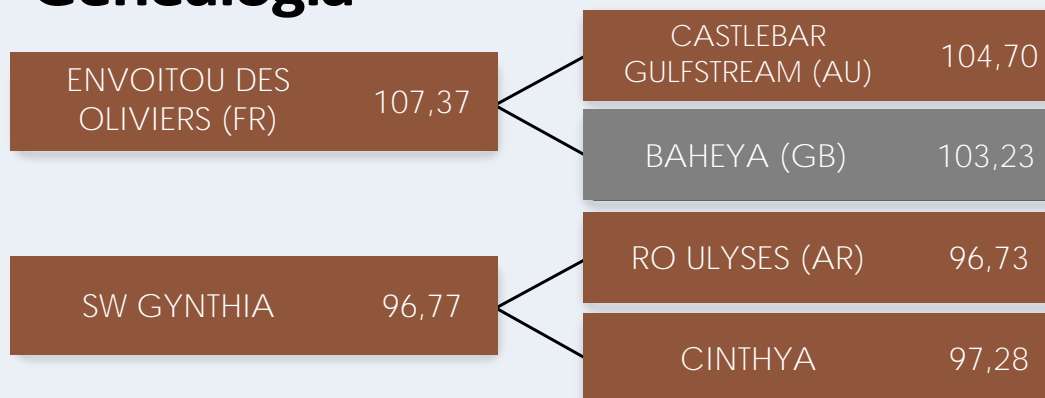 Genealogía
ENVOITOU DES
OLIVIERS (FR)
107,37
CASTLEBAR
GULFSTREAM (AU)
104,70
BAHEYA (GB)
103,23
SW GYNTHIA
96,77
RO ULYSES (AR)
96,73
CINTHYA
97,28